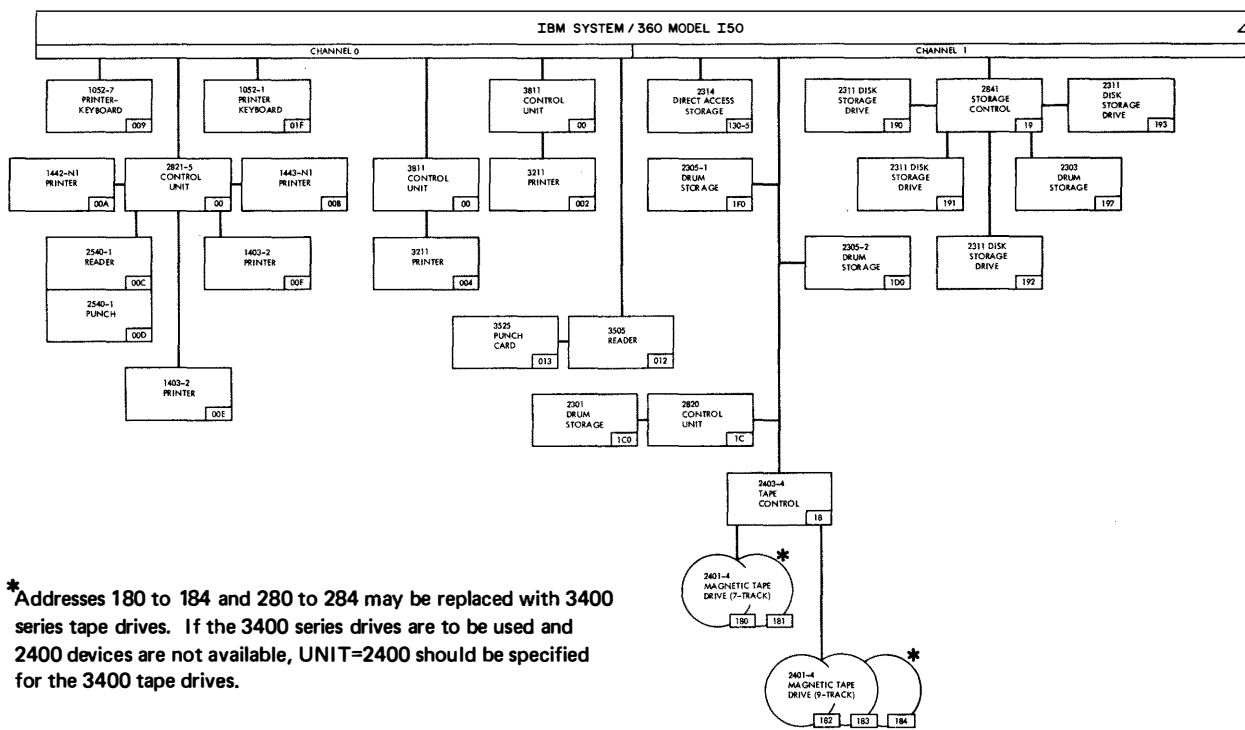 IBM SYSTEM/360 MODEL I50
CHANNEL 0
CHANNEL 1
1052-7
PRINTER-
KEYBOARD
009
1052-1
PRINTER
KEYBOARD
01F
3811
CONTROL
UNIT
00
2314
DIRECT ACCESS
STORAGE
130-5
2311 DISK
STORAGE
DRIVE
190
2841
STORAGE
CONTROL
19
2311
DISK
STORAGE
DRIVE
193
1442-N1
PRINTER
00A
2821-5
CONTROL
UNIT
00
1443-N1
PRINTER
00B
3811
CONTROL
UNIT
00
3211
PRINTER
002
2305-1
DRUM
STORAGE
1F0
2311 DISK
STORAGE
DRIVE
191
2303
DRUM
STORAGE
197
2540-1
READER
00C
1403-2
PRINTER
00F
3211
PRINTER
004
2305-2
DRUM
STORAGE
1D0
2311 DISK
STORAGE
DRIVE
192
2540-1
PUNCH
00D
3525
PUNCH
CARD
013
3505
READER
012
1403-2
PRINTER
00E
2301
DRUM
STORAGE
1C0
2820
CONTROL
UNIT
1C
2403-4
TAPE
CONTROL
18
*
2401-4
MAGNETIC TAPE
DRIVE (7-TRACK)
180
181
*
2401-4
MAGNETIC TAPE
DRIVE (9-TRACK)
182
183
184
*Addresses 180 to 184 and 280 to 284 may be replaced with 3400
series tape drives. If the 3400 series drives are to be used and
2400 devices are not available, UNIT=2400 should be specified
for the 3400 tape drives.